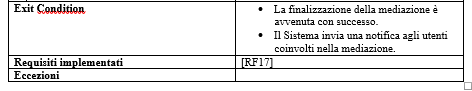 Exit Condition
• La finalizzazione della mediazione è
avvenuta con successo.
• Il Sistema invia una notifica agli utenti
coinvolti nella mediazione.
Requisiti implementati [RF17]
Eccezioni